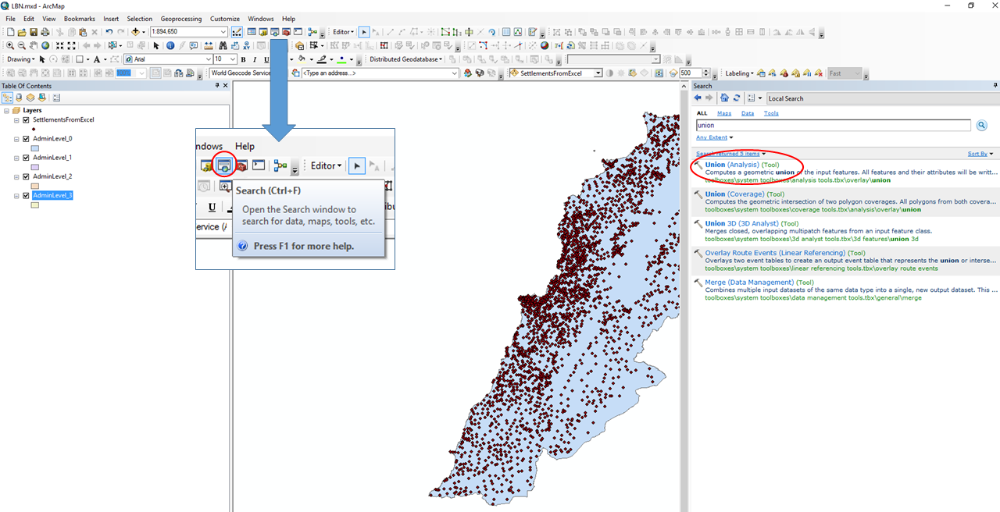 LBN.mxd - ArcMap
File Edit View Bookmarks Insert Selection Geoprocessing Customize Windows Help
1:894,650
Editor
Drawing
Arial
10
B I U
Distributed Geodatabase
World Geocode Service
<Type an address...>
SettlementsFromExcel
500
Labeling
Fast
Table Of Contents
Layers
SettlementsFromExcel
AdminLevel_0
AdminLevel_1
AdminLevel_2
AdminLevel_3
ndows Help
Editor
U
ervice (A
Search (Ctrl+F)
Open the Search window to
search for data, maps, tools, etc.
Press F1 for more help.
Search
Local Search
ALL Maps Data Tools
union
Any Extent
Search returned 5 items Sort By
Union (Analysis) (Tool)
Computes a geometric union of the input features. All features and their attributes will be writt...
toolboxes\system toolboxes\analysis tools.tbx\overlay\union
Union (Coverage) (Tool)
Computes the geometric intersection of two polygon coverages. All polygons from both covera...
toolboxes\system toolboxes\coverage tools.tbx\analysis\overlay\union
Union 3D (3D Analyst) (Tool)
Merges closed, overlapping multipatch features from an input feature class.
toolboxes\system toolboxes\3d analyst tools.tbx\3d features\union 3d
Overlay Route Events (Linear Referencing) (Tool)
Overlays two event tables to create an output event table that represents the union or interse...
toolboxes\system toolboxes\linear referencing tools.tbx\overlay route events
Merge (Data Management) (Tool)
Combines multiple input datasets of the same data type into a single, new output dataset. This ...
toolboxes\system toolboxes\data management tools.tbx\general\merge